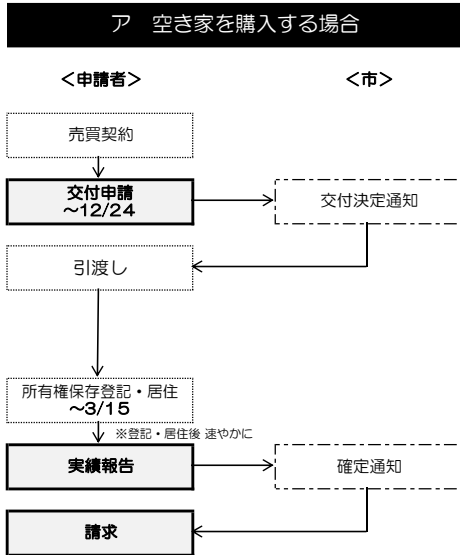 ア 空き家を購入する場合
＜申請者＞
＜市＞
売買契約
交付申請
～12/24
交付決定通知
引渡し
所有権保存登記・居住
～3/15
※登記・居住後 速やかに
実績報告
確定通知
請求